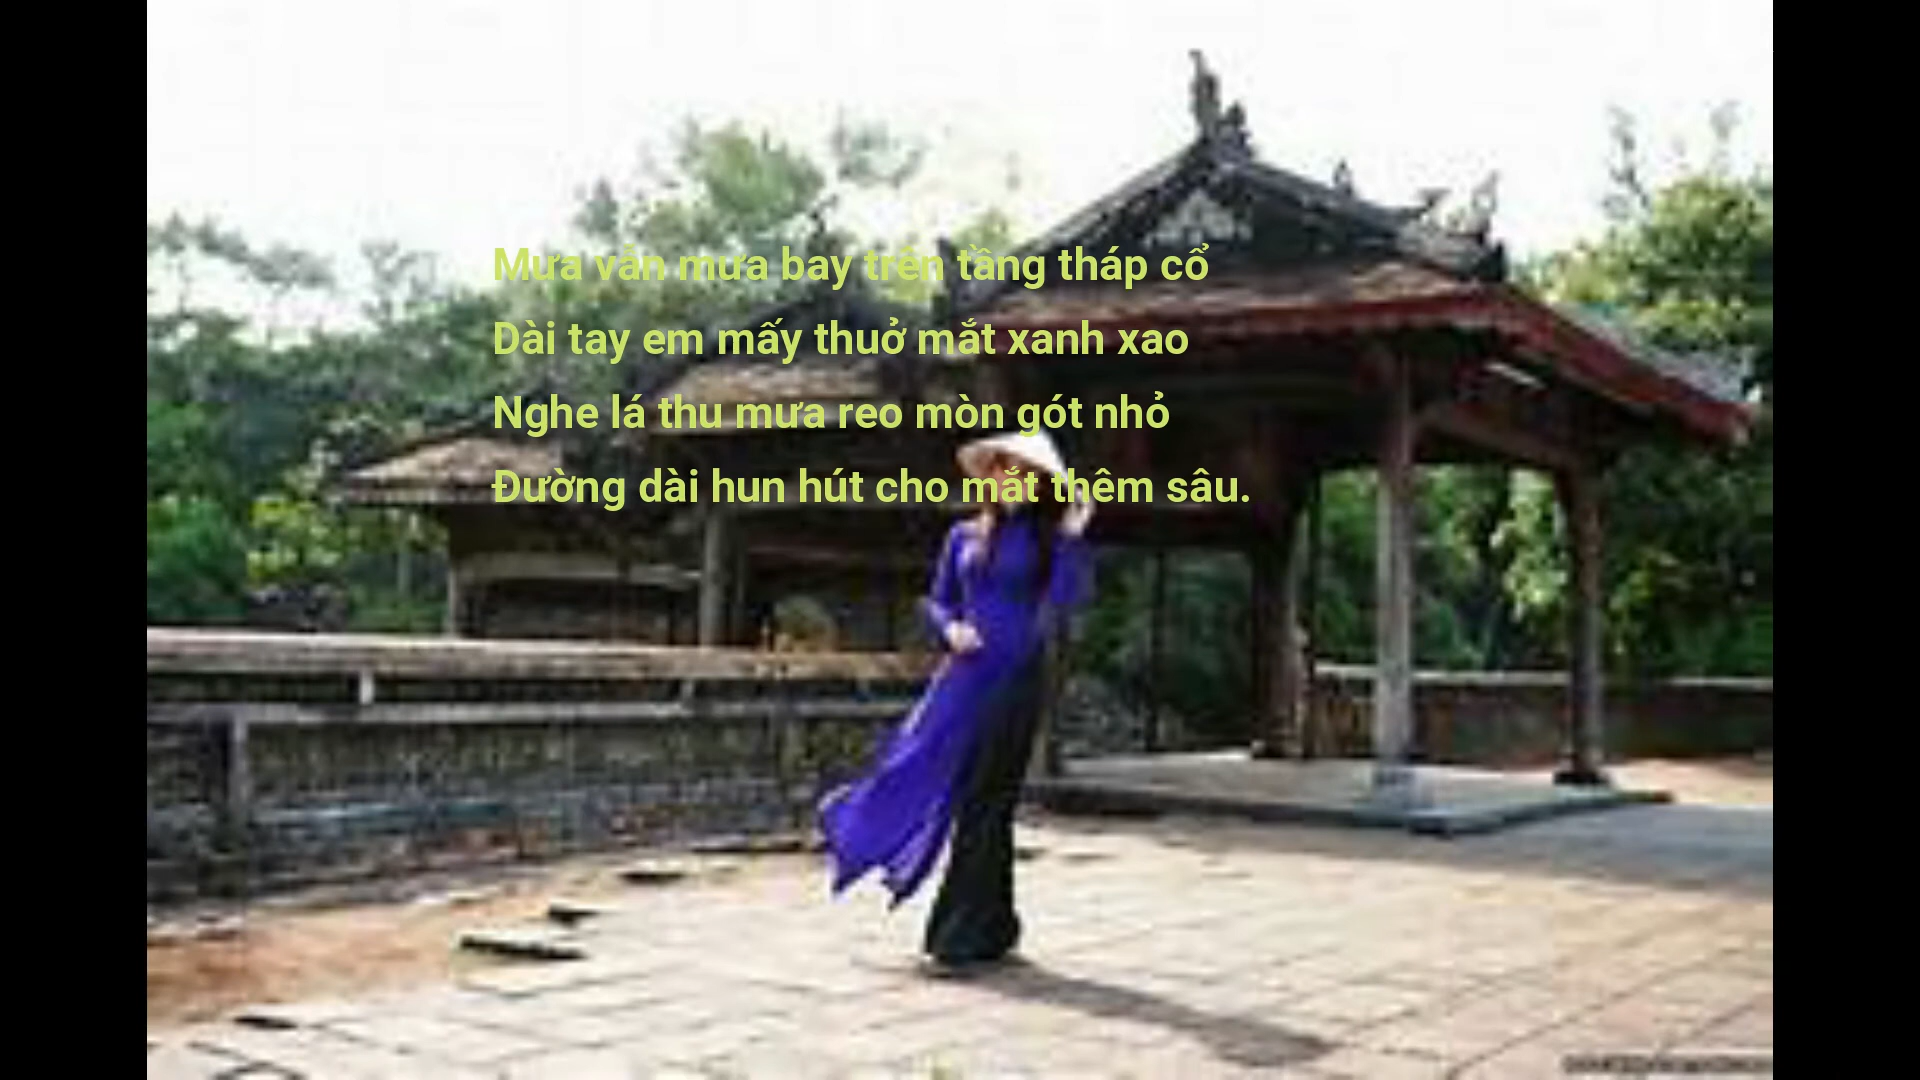 Mưa vẫn mưa bay trên tầng tháp cổ
Dài tay em mấy thuở mắt xanh xao
Nghe lá thu mưa reo mòn gót nhỏ
Đường dài hun hút cho mắt thêm sâu.